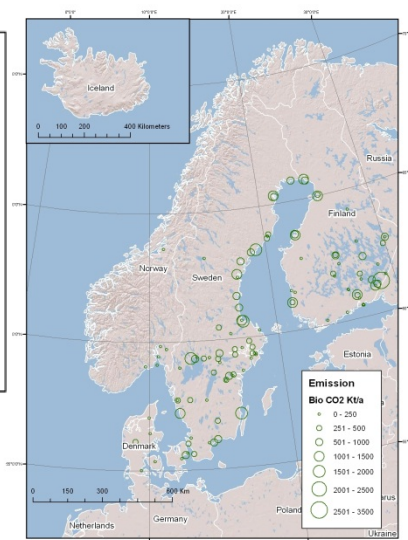 Iceland
0 100 200 400 Kilometers
Russia
Finland
Norway
Sweden
Estonia
Denmark
0 150 300 600 Km
Netherlands
Germany
Poland
arus
Ukraine
Emission
Bio CO2 Kt/a
0 - 250
251 - 500
501 - 1000
1001 - 1500
1501 - 2000
2001 - 2500
2501 - 3500